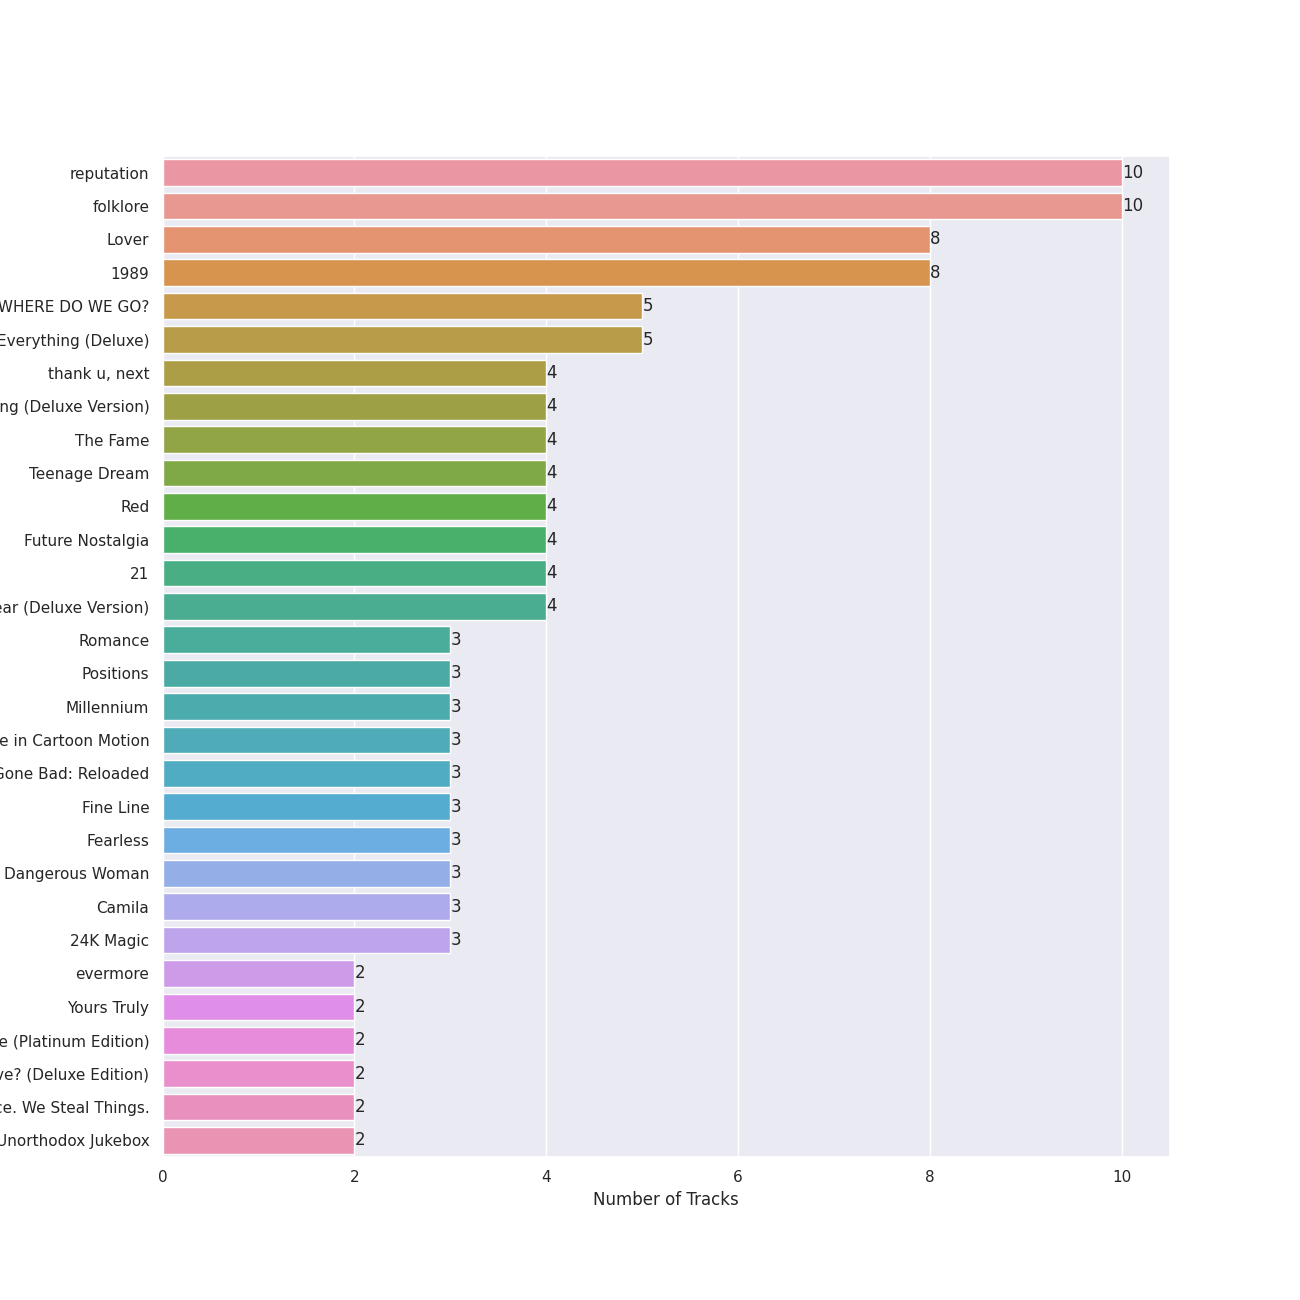 reputation 10
folklore 10
Lover 8
1989 8
WHERE DO WE GO? 5
Everything (Deluxe) 5
thank u, next 4
ng (Deluxe Version) 4
The Fame 4
Teenage Dream 4
Red 4
Future Nostalgia 4
21 4
ear (Deluxe Version) 4
Romance 3
Positions 3
Millennium 3
e in Cartoon Motion 3
Gone Bad: Reloaded 3
Fine Line 3
Fearless 3
Dangerous Woman 3
Camila 3
24K Magic 3
evermore 2
Yours Truly 2
e (Platinum Edition) 2
ve? (Deluxe Edition) 2
ce. We Steal Things. 2
Unorthodox Jukebox 2
0 2 4 6 8 10
Number of Tracks